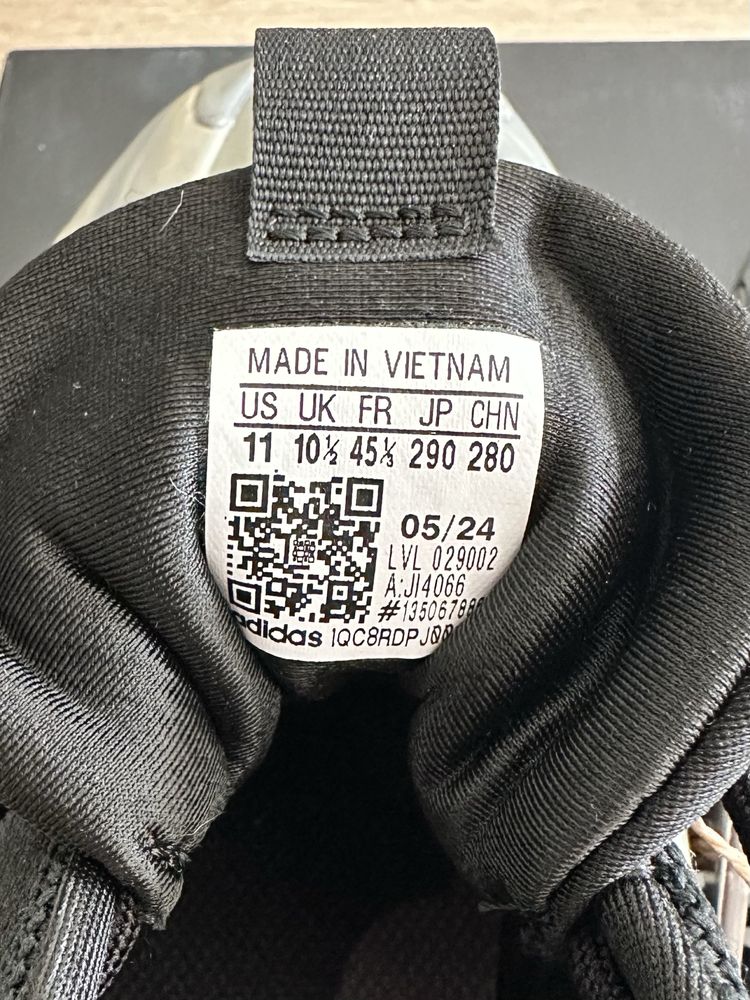 MADE IN VIETNAM
US UK FR JP CHN
11 10½ 45⅓ 290 280
05/24
LVL 029002
A:JI4066
adidas